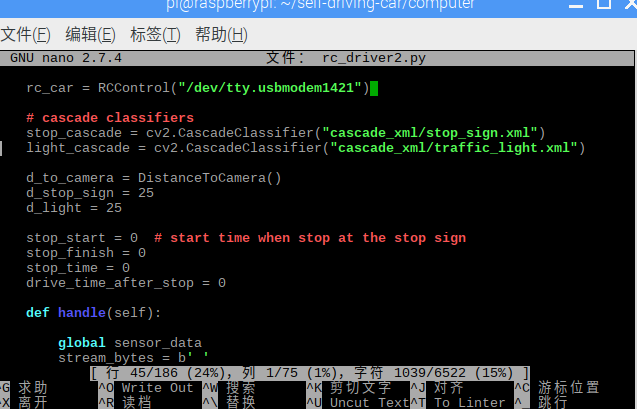 pi@raspberrypi: ~/self-driving-car/computer
文件(F) 编辑(E) 标签(T) 帮助(H)
GNU nano 2.7.4 文件: rc_driver2.py
rc_car = RCControl("/dev/tty.usbmodem1421")
# cascade classifiers
stop_cascade = cv2.CascadeClassifier("cascade_xml/stop_sign.xml")
light_cascade = cv2.CascadeClassifier("cascade_xml/traffic_light.xml")
d_to_camera = DistanceToCamera()
d_stop_sign = 25
d_light = 25
stop_start = 0  # start time when stop at the stop sign
stop_finish = 0
stop_time = 0
drive_time_after_stop = 0
def handle(self):
global sensor_data
stream_bytes = b' '
[ 行 45/186 (24%), 列 1/75 (1%), 字符 1039/6522 (15%) ]
^G 求助 ^O Write Out ^W 搜索 ^K 剪切文字 ^J 对齐 ^C 游标位置
^X 离开 ^R 读档 ^\ 替换 ^U Uncut Text ^T To Linter ^_ 跳行